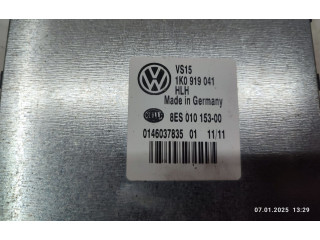 VS15
1K0 919 041
HLH
Made in Germany
8ES 010 153-00
0146037835 01 11/11
07.01.2025 13:29